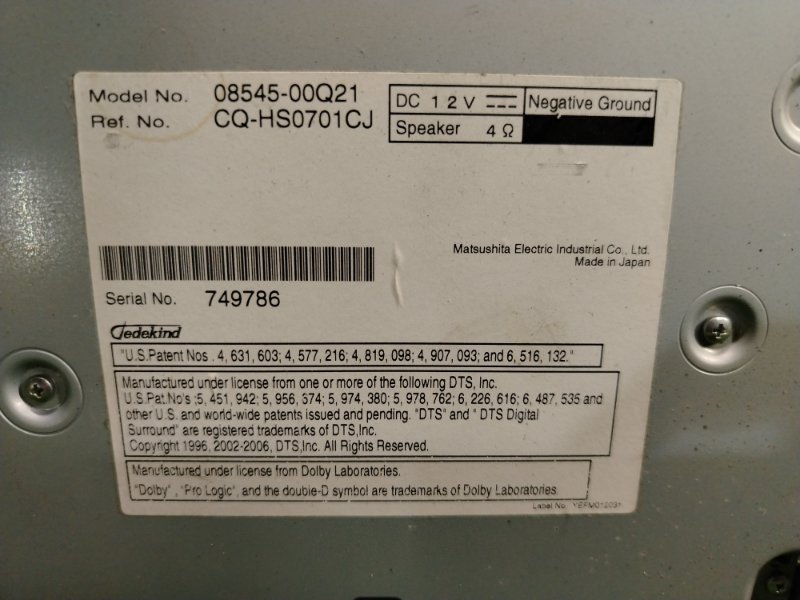 Model No. 08545-00Q21
Ref. No. CQ-HS0701CJ
DC 12V Negative Ground
Speaker 4Ω
Matsushita Electric Industrial Co., Ltd.
Made in Japan
Serial No. 749786
Gedekind
"U.S.Patent Nos. 4, 631, 603; 4, 577, 216; 4, 819, 098; 4, 907, 093; and 6, 516, 132."
Manufactured under license from one or more of the following DTS, Inc.
U.S.Pat.No's ;5, 451, 942; 5, 956, 674; 5, 974, 380; 5, 978, 762; 6, 226, 616; 6, 487, 535 and
other U.S. and world-wide patents issued and pending. "DTS" and "DTS Digital
Surround" are registered trademarks of DTS,Inc.
Copyright 1996, 2002-2006, DTS,Inc. All Rights Reserved.
Manufactured under license from Dolby Laboratories.
"Dolby", "Pro Logic", and the double-D symbol are trademarks of Dolby Laboratories.
Label No. YEFM012031